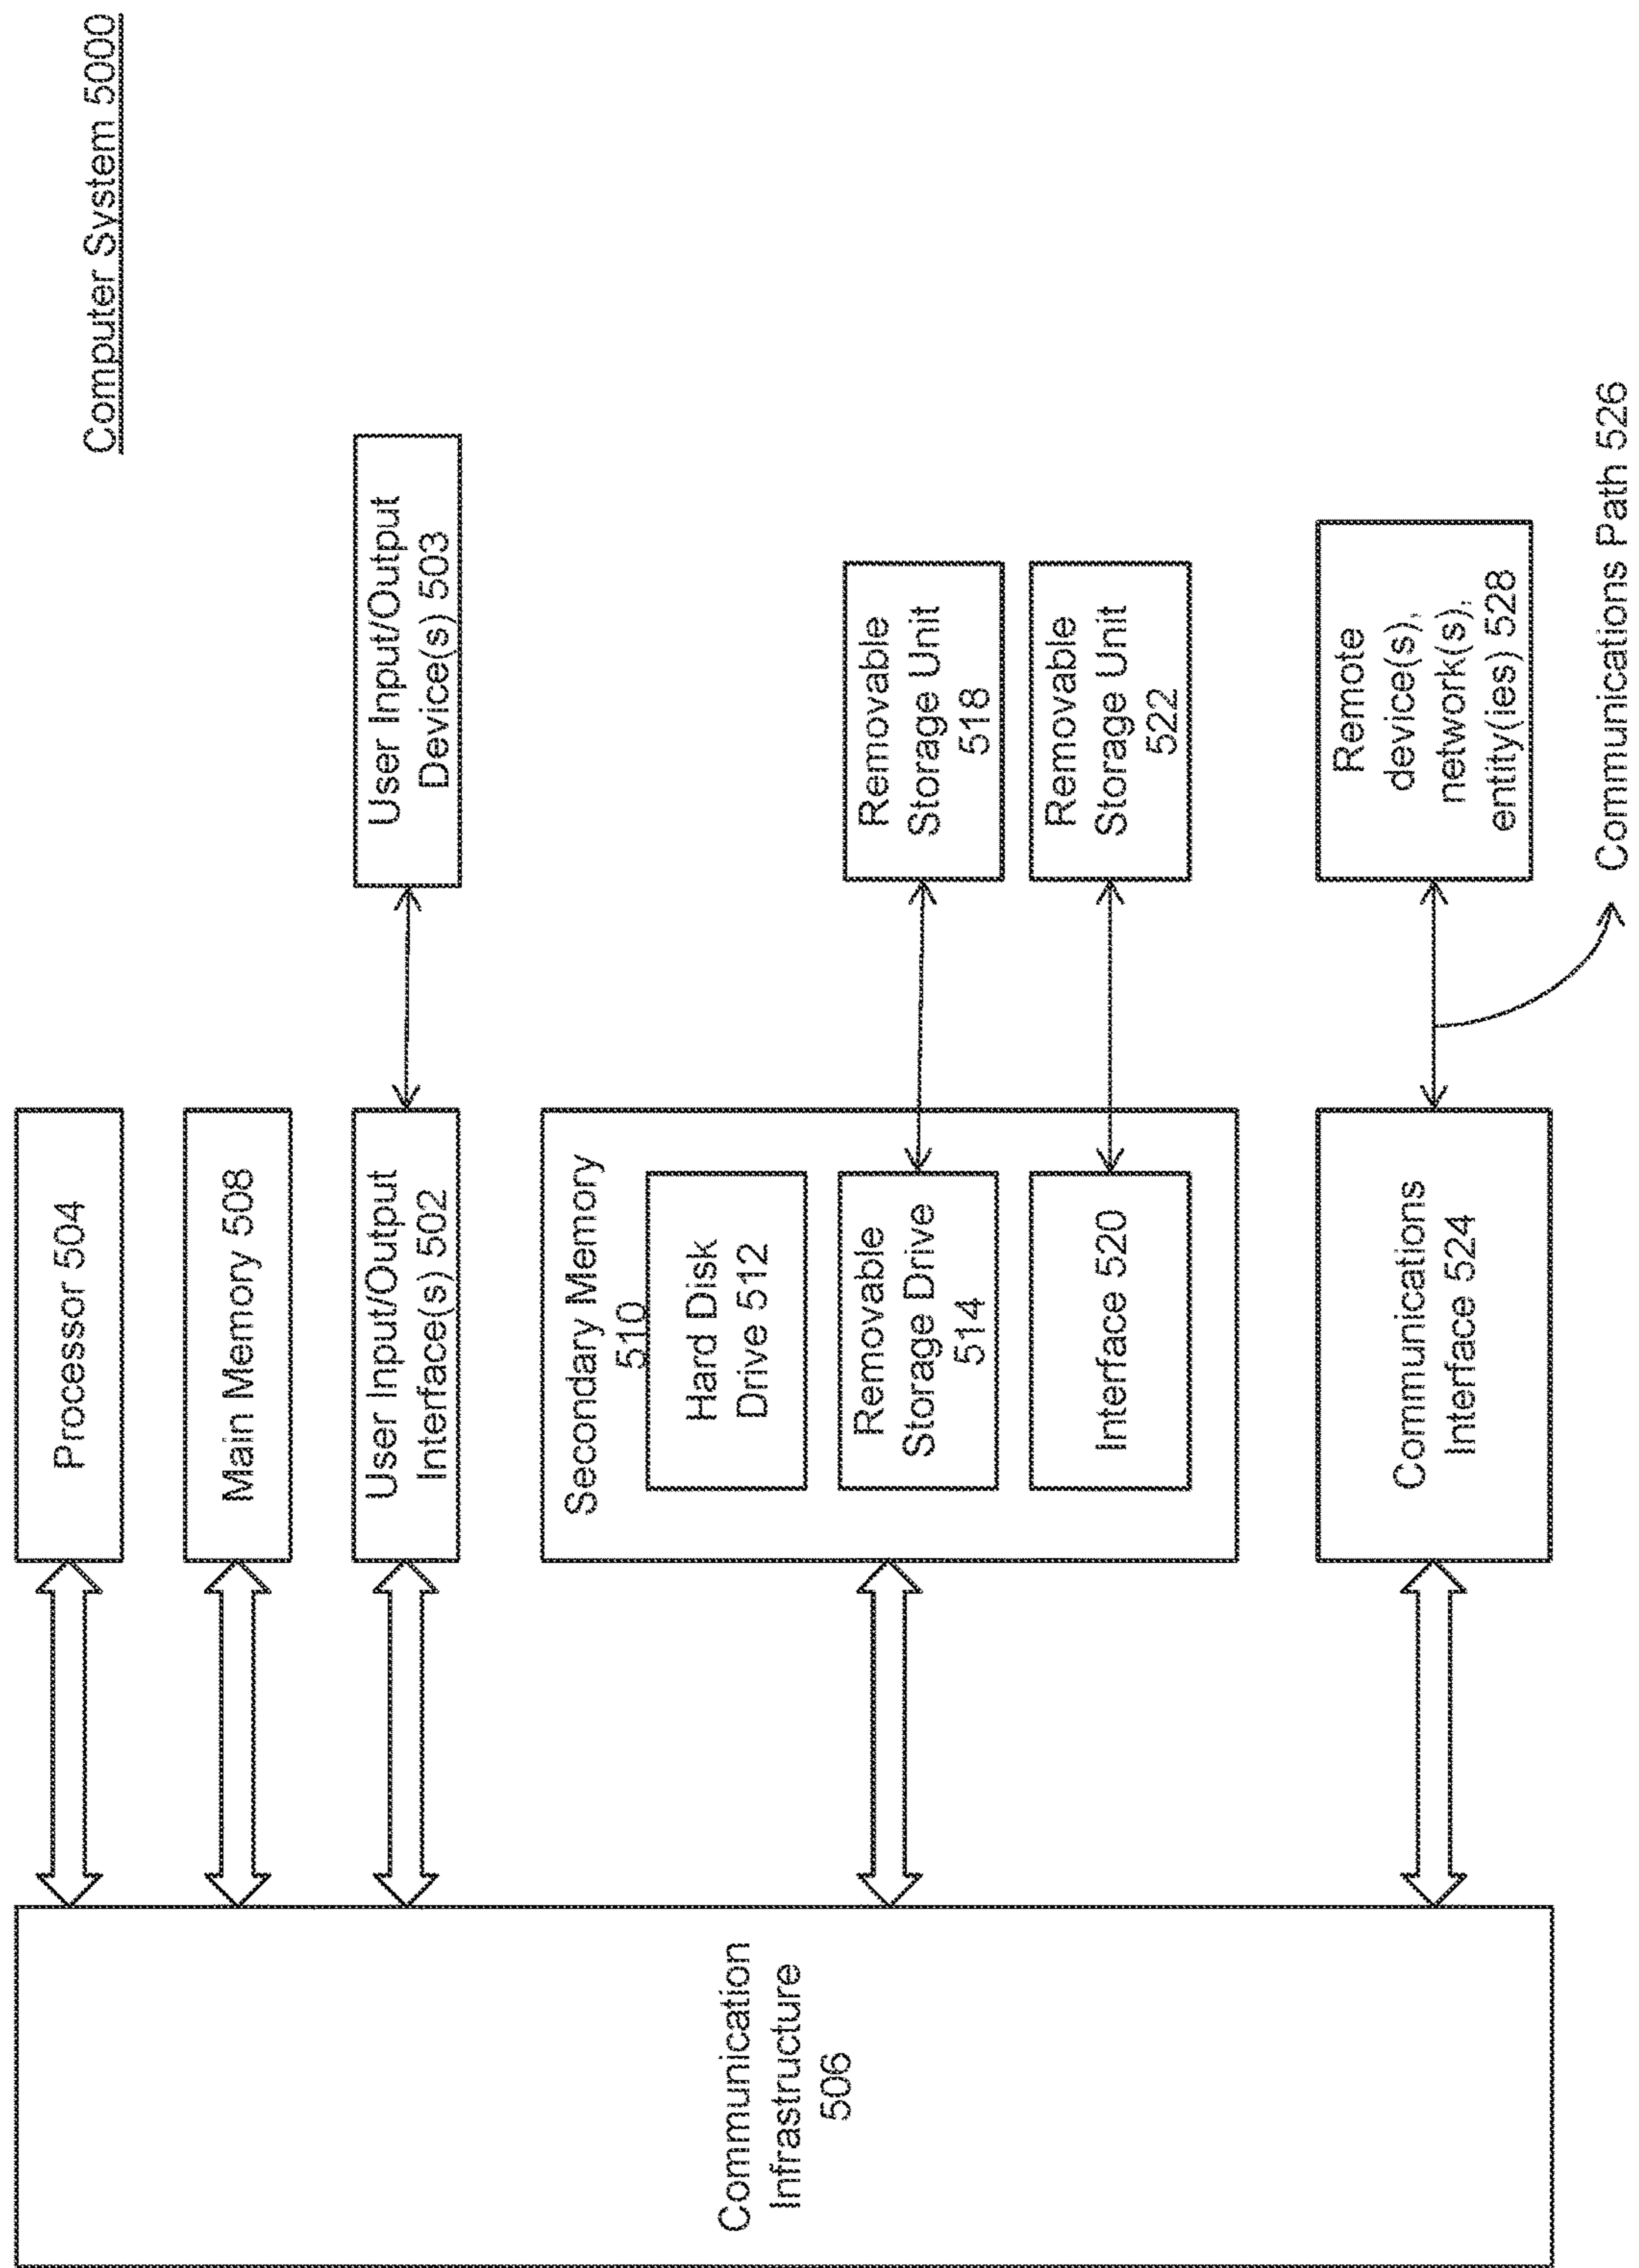 Computer System 5000
Processor 504
Main Memory 508
User Input/Output
Interface(s) 502
User Input/Output
Device(s) 503
Secondary Memory
510
Hard Disk
Drive 512
Removable
Storage Drive
514
Removable
Storage Unit
518
Interface 520
Removable
Storage Unit
522
Communications
Interface 524
Remote
device(s),
network(s),
entity(ies) 528
Communications Path 526
Communication
Infrastructure
506